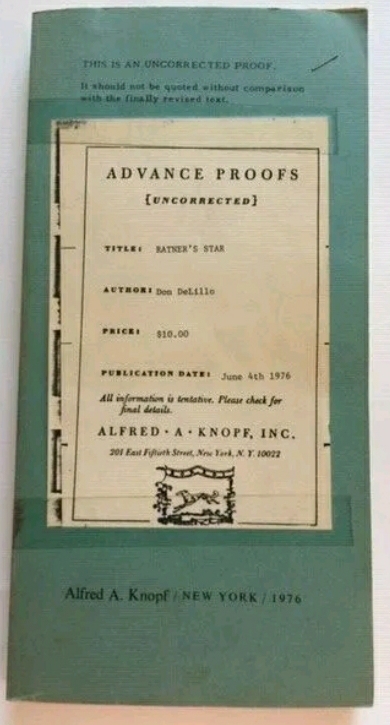 THIS IS AN UNCORRECTED PROOF.
It should not be quoted without comparison
with the finally revised text.
ADVANCE PROOFS
[UNCORRECTED]
TITLE: RATNER'S STAR
AUTHOR: Don DeLillo
PRICE: $10.00
PUBLICATION DATE: June 4th 1976
All information is tentative. Please check for
final details.
ALFRED · A · KNOPF, INC.
201 East Fiftieth Street, New York, N. Y. 10022
Alfred A. Knopf / NEW YORK / 1976